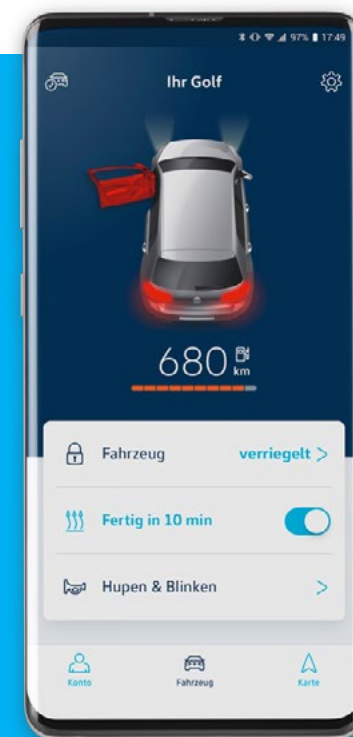 97% 17:49
Ihr Golf
680 km
Fahrzeug verriegelt >
Fertig in 10 min
Hupen & Blinken >
Konto Fahrzeug Karte